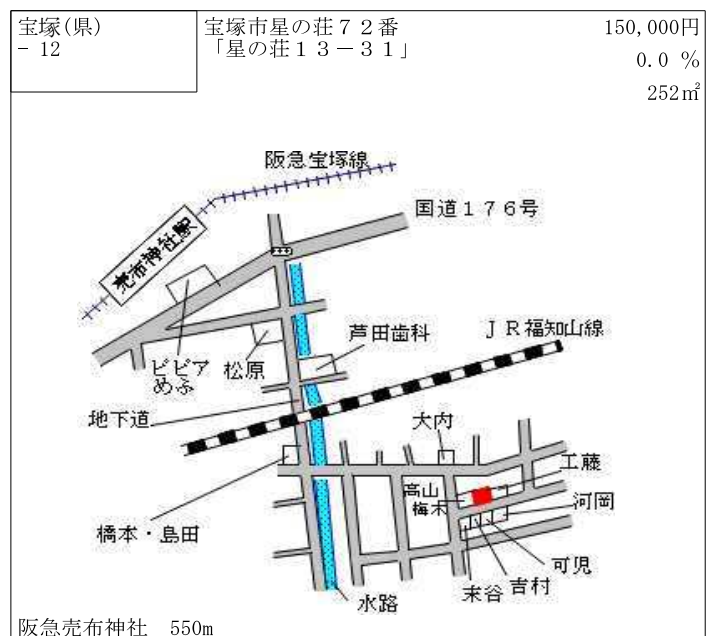 宝塚(県)
－12
宝塚市星の荘７２番
「星の荘１３－３１」
150,000円
0.0 %
252㎡
阪急宝塚線
国道１７６号
売布神社駅
ＪＲ福知山線
芦田歯科
ビビア
めふ
松原
地下道
大内
工藤
高山
梅木
河岡
橋本・島田
可児
吉村
末谷
水路
阪急売布神社　550m